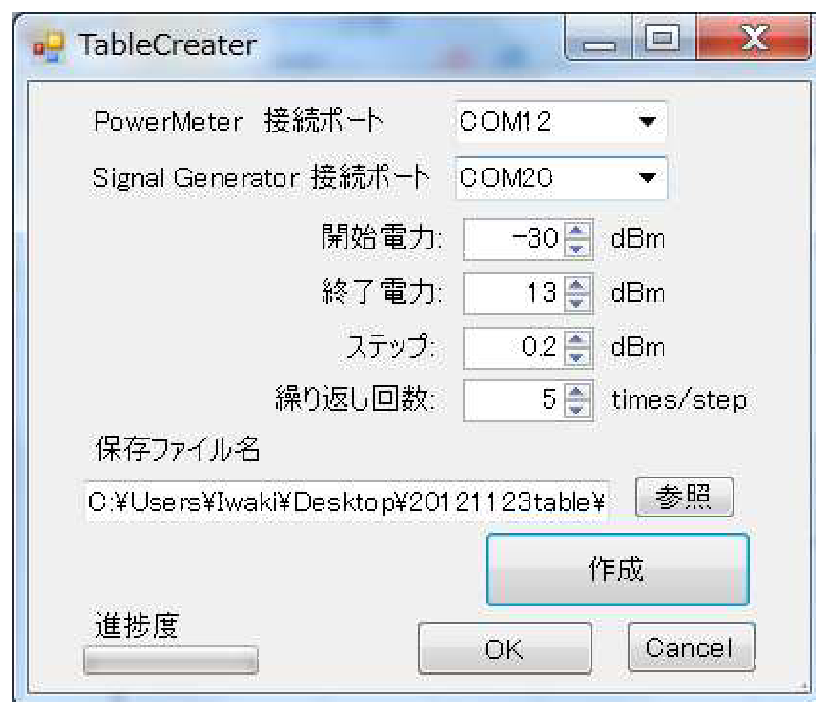 TableCreater
PowerMeter 接続ポート COM12
Signal Generator 接続ポート COM20
開始電力: -30 dBm
終了電力: 13 dBm
ステップ: 0.2 dBm
繰り返し回数: 5 times/step
保存ファイル名
C:¥Users¥Iwaki¥Desktop¥20121123table¥ 参照
作成
進捗度
OK Cancel